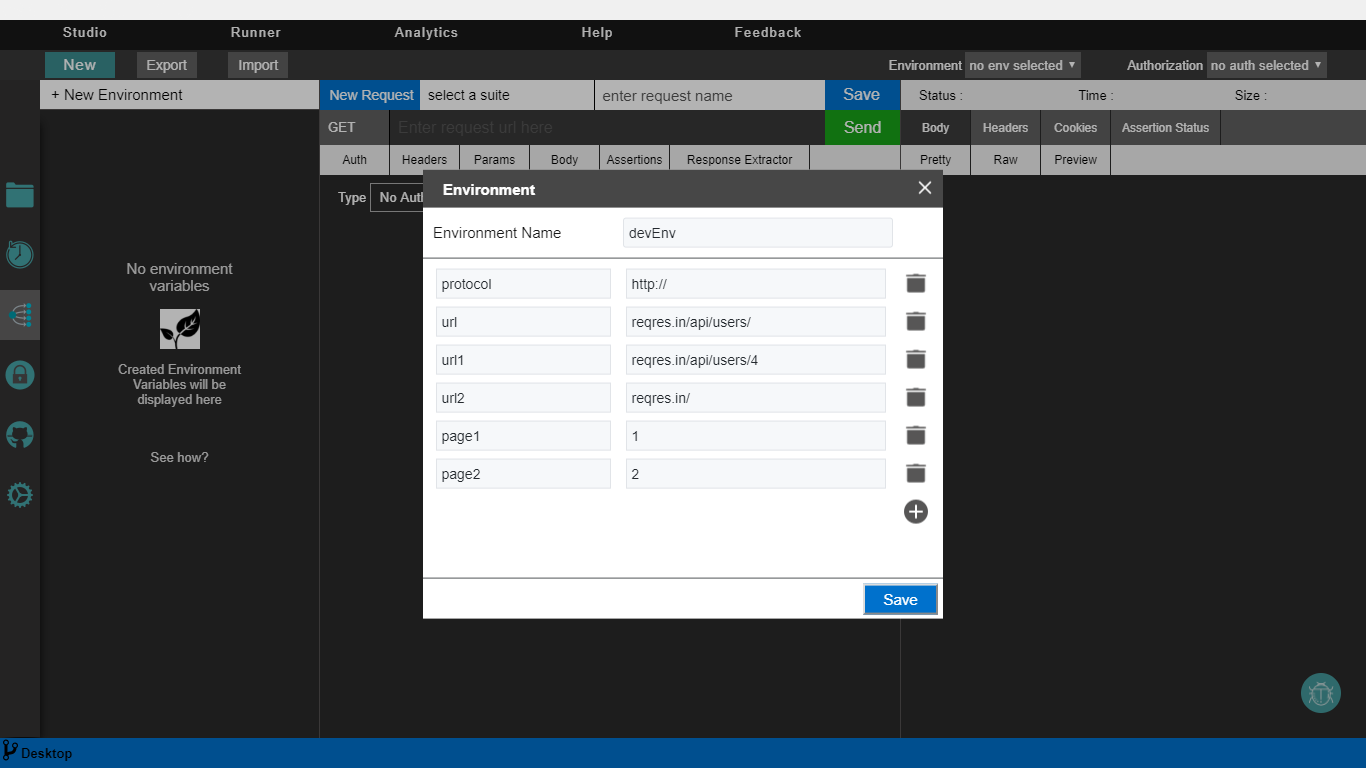 Studio Runner Analytics Help Feedback
New Export Import Environment no env selected ▼ Authorization no auth selected ▼
+ New Environment New Request select a suite enter request name Save Status : Time : Size :
GET Enter request url here Send Body Headers Cookies Assertion Status
Auth Headers Params Body Assertions Response Extractor Pretty Raw Preview
Type No Aut
Environment
Environment Name devEnv
protocol http://
url reqres.in/api/users/
url1 reqres.in/api/users/4
url2 reqres.in/
page1 1
page2 2
Save
No environment
variables
Created Environment
Variables will be
displayed here
See how?
Desktop